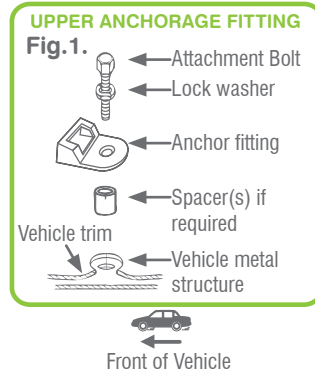 UPPER ANCHORAGE FITTING
Fig.1.
Attachment Bolt
Lock washer
Anchor fitting
Spacer(s) if
required
Vehicle trim
Vehicle metal
structure
Front of Vehicle